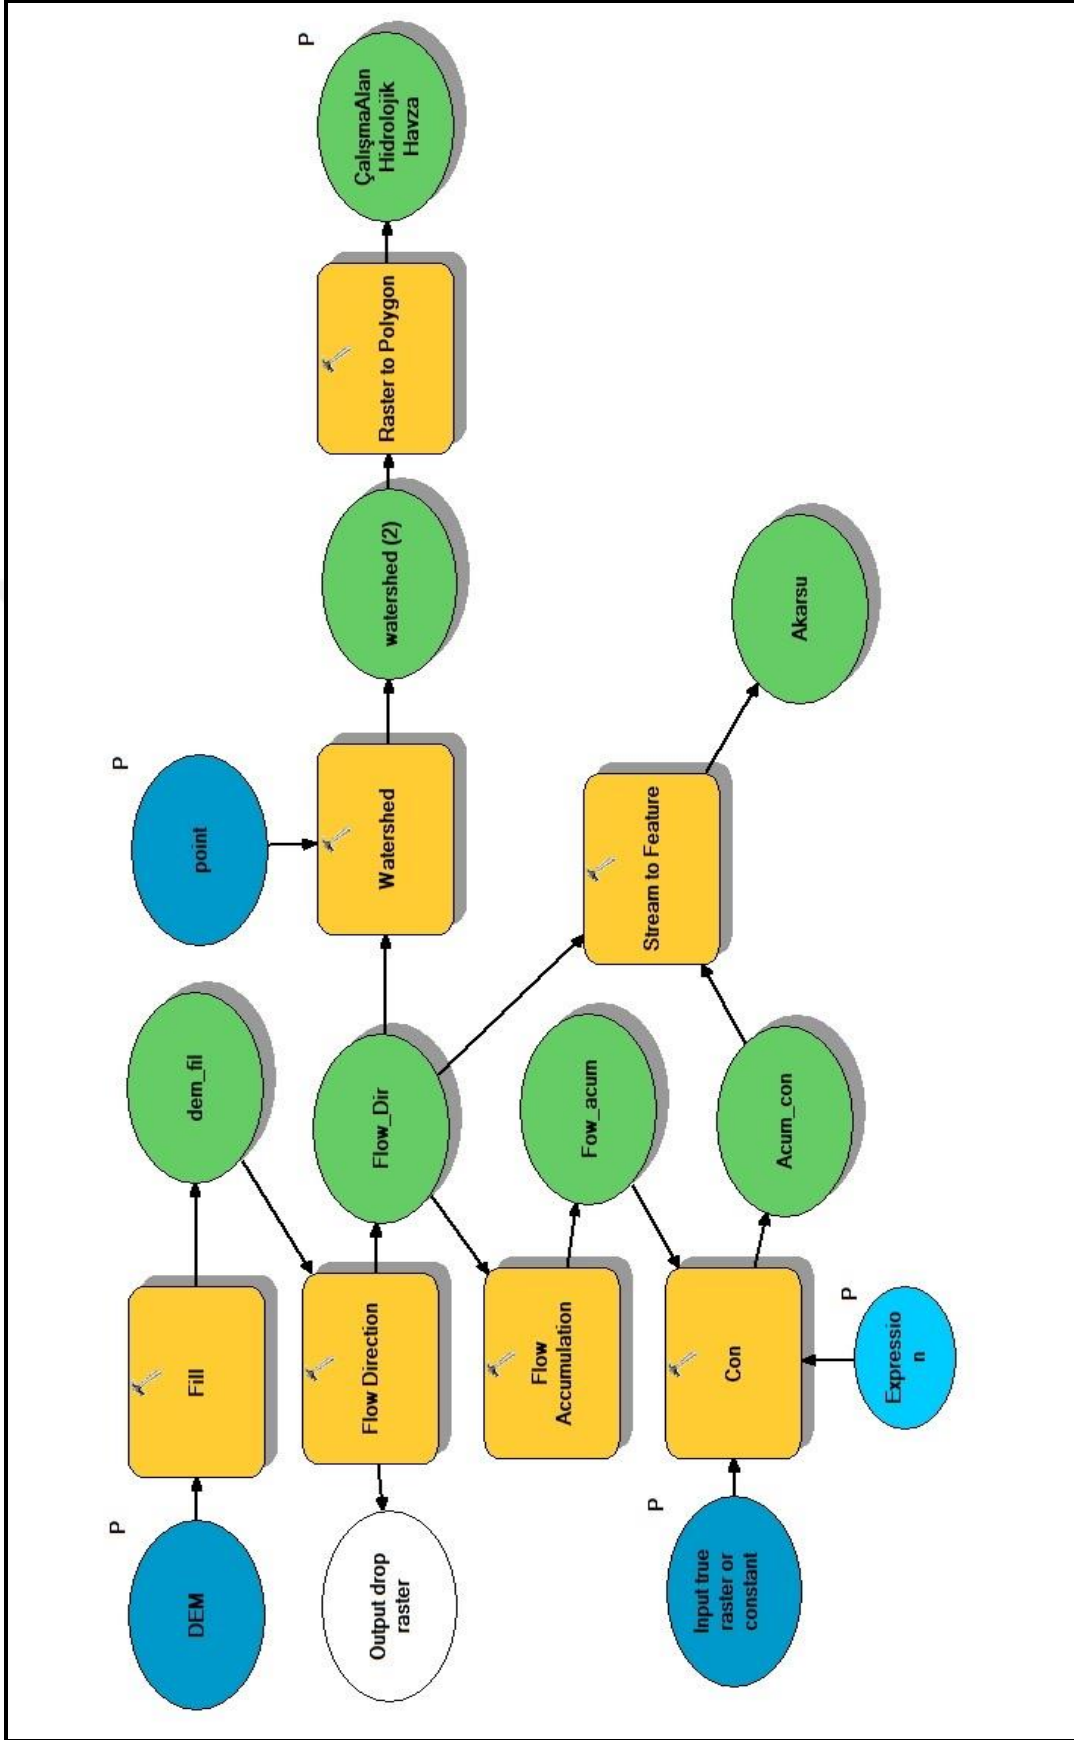 P
DEM
Fill
dem_fil
P
point
Output drop
raster
Flow Direction
Flow_Dir
Watershed
watershed (2)
Raster to Polygon
P
ÇalışmaAlan
Hidrolojik
Havza
Flow
Accumulation
Fow_acum
Stream to Feature
Akarsu
P
Input true
raster or
constant
Con
Acum_con
P
Expressio
n